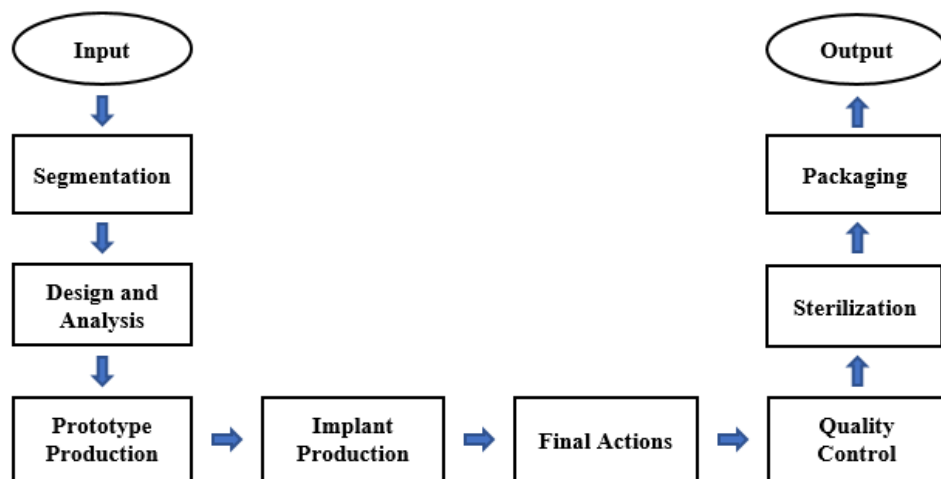 Input
Segmentation
Design and
Analysis
Prototype
Production
Implant
Production
Final Actions
Quality
Control
Sterilization
Packaging
Output